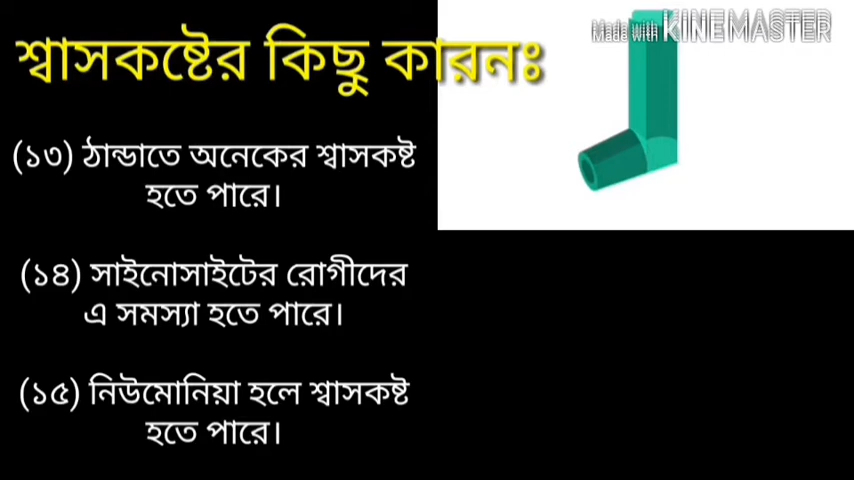 শ্বাসকষ্টের কিছু কারনঃ
Made with KINEMASTER
(১৩) ঠান্ডাতে অনেকের শ্বাসকষ্ট
হতে পারে।
(১৪) সাইনোসাইটের রোগীদের
এ সমস্যা হতে পারে।
(১৫) নিউমোনিয়া হলে শ্বাসকষ্ট
হতে পারে।